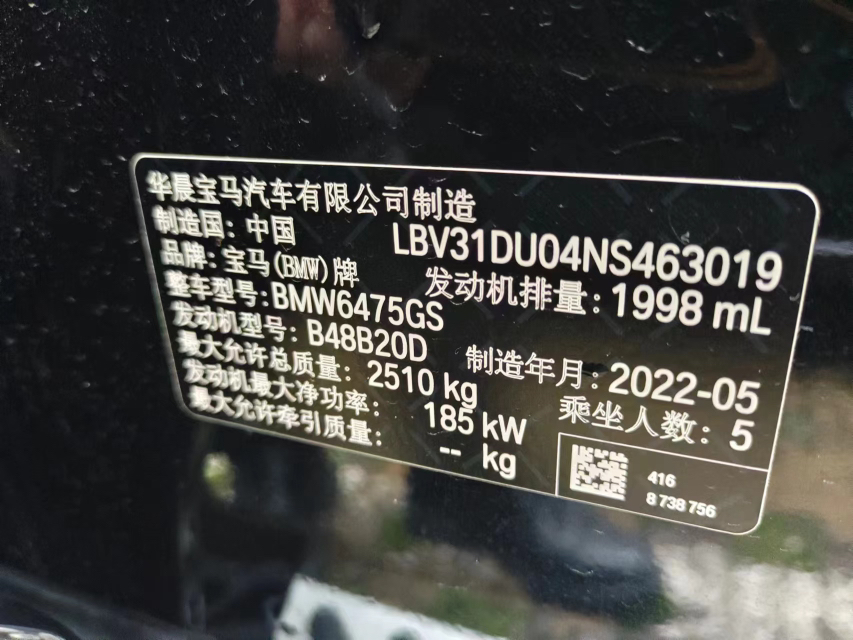 华晨宝马汽车有限公司制造
制造国: 中国
LBV31DU04NS463019
品牌: 宝马(BMW)牌
发动机排量: 1998 mL
整车型号: BMW6475GS
发动机型号: B48B20D
制造年月: 2022-05
最大允许总质量: 2510 kg
乘坐人数: 5
发动机最大净功率: 185 kW
最大允许牵引质量: -- kg
416
8 738 756